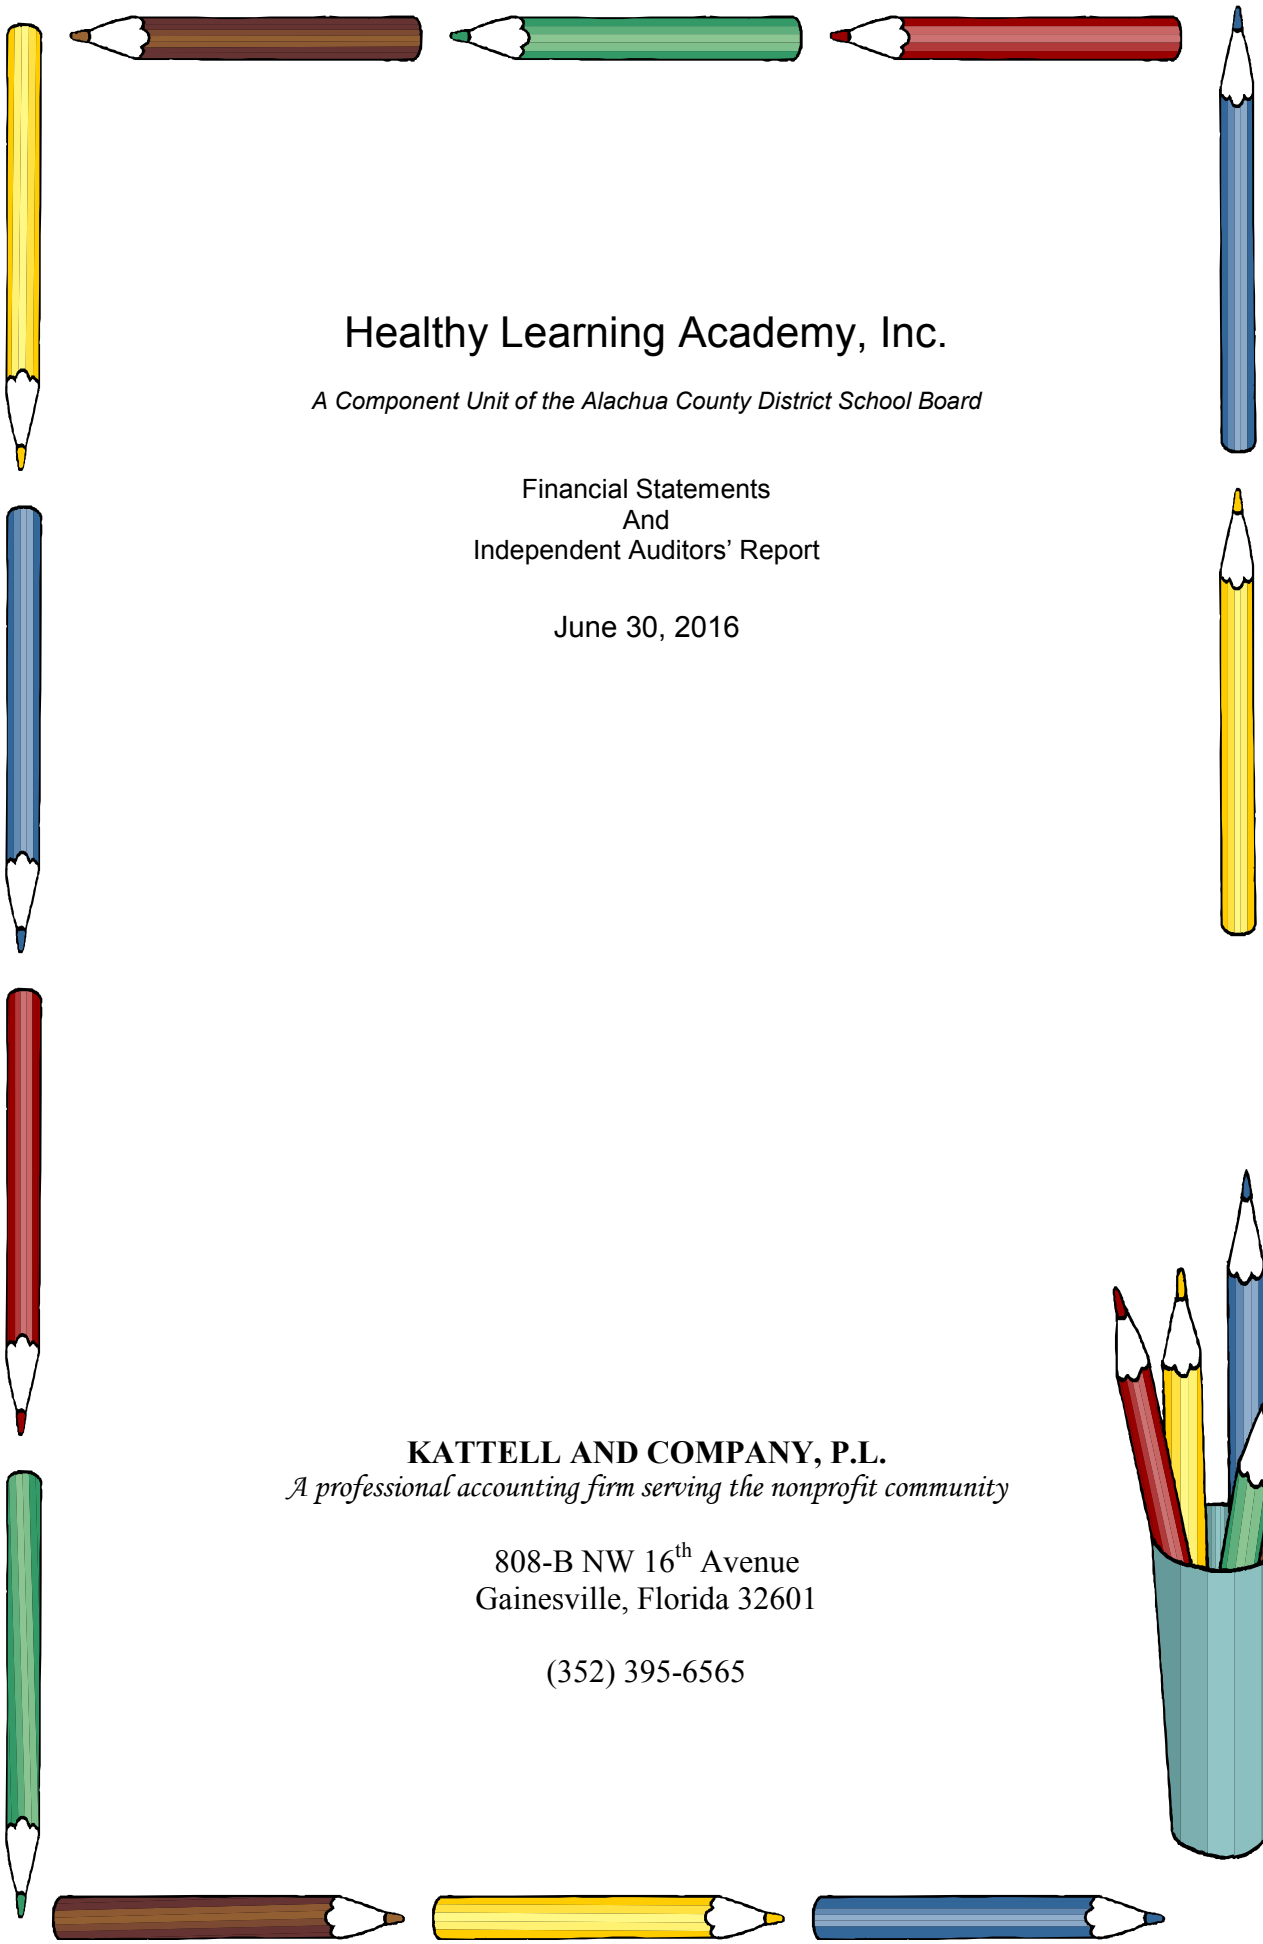 Healthy Learning Academy, Inc.
A Component Unit of the Alachua County District School Board
Financial Statements
And
Independent Auditors’ Report
June 30, 2016
KATTELL AND COMPANY, P.L.
A professional accounting firm serving the nonprofit community
808-B NW 16th Avenue
Gainesville, Florida 32601
(352) 395-6565